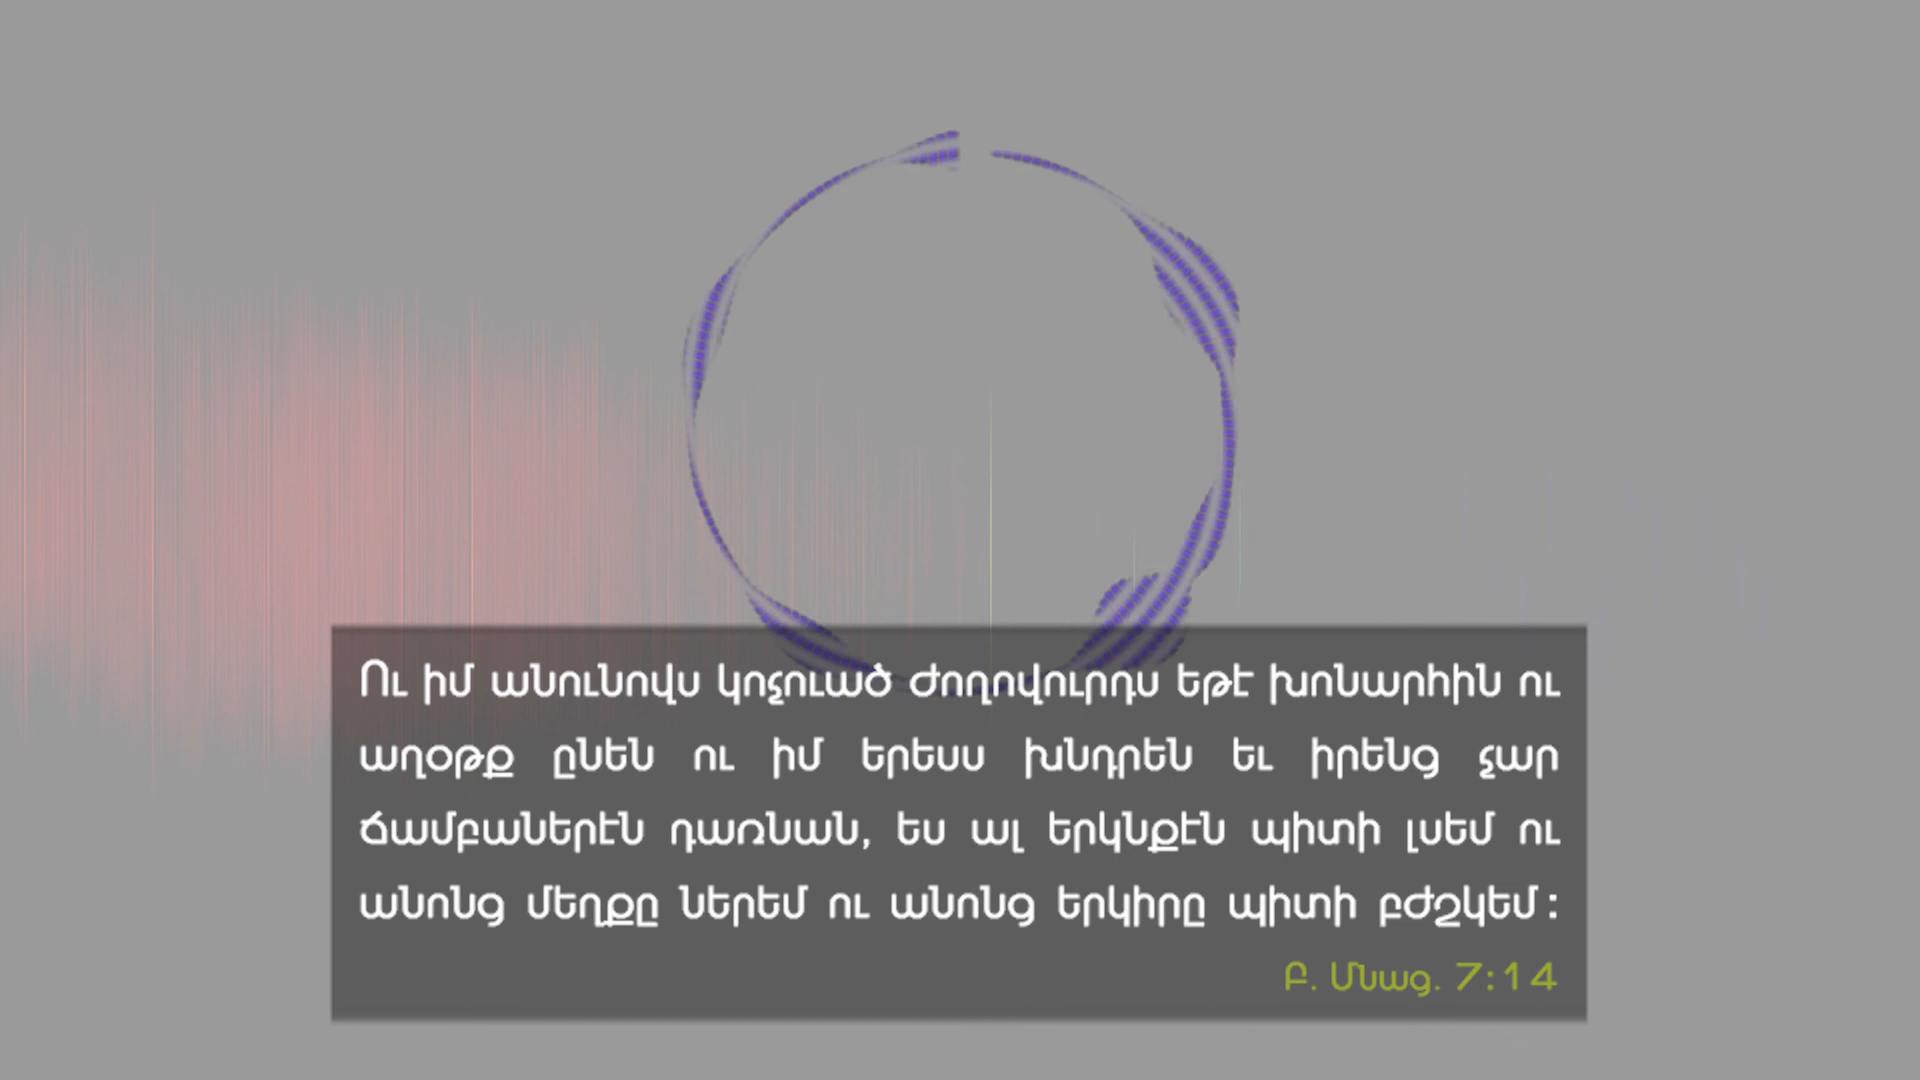 Ու իմ անունովս կոչուած ժողովուրդս եթէ խոնարհին ու
աղօթք ընեն ու իմ երեսս խնդրեն եւ իրենց չար
ճամբաներէն դառնան, ես ալ երկնքէն պիտի լսեմ ու
անոնց մեղքը ներեմ ու անոնց երկիրը պիտի բժշկեմ։
Բ. Մնաց. 7:14